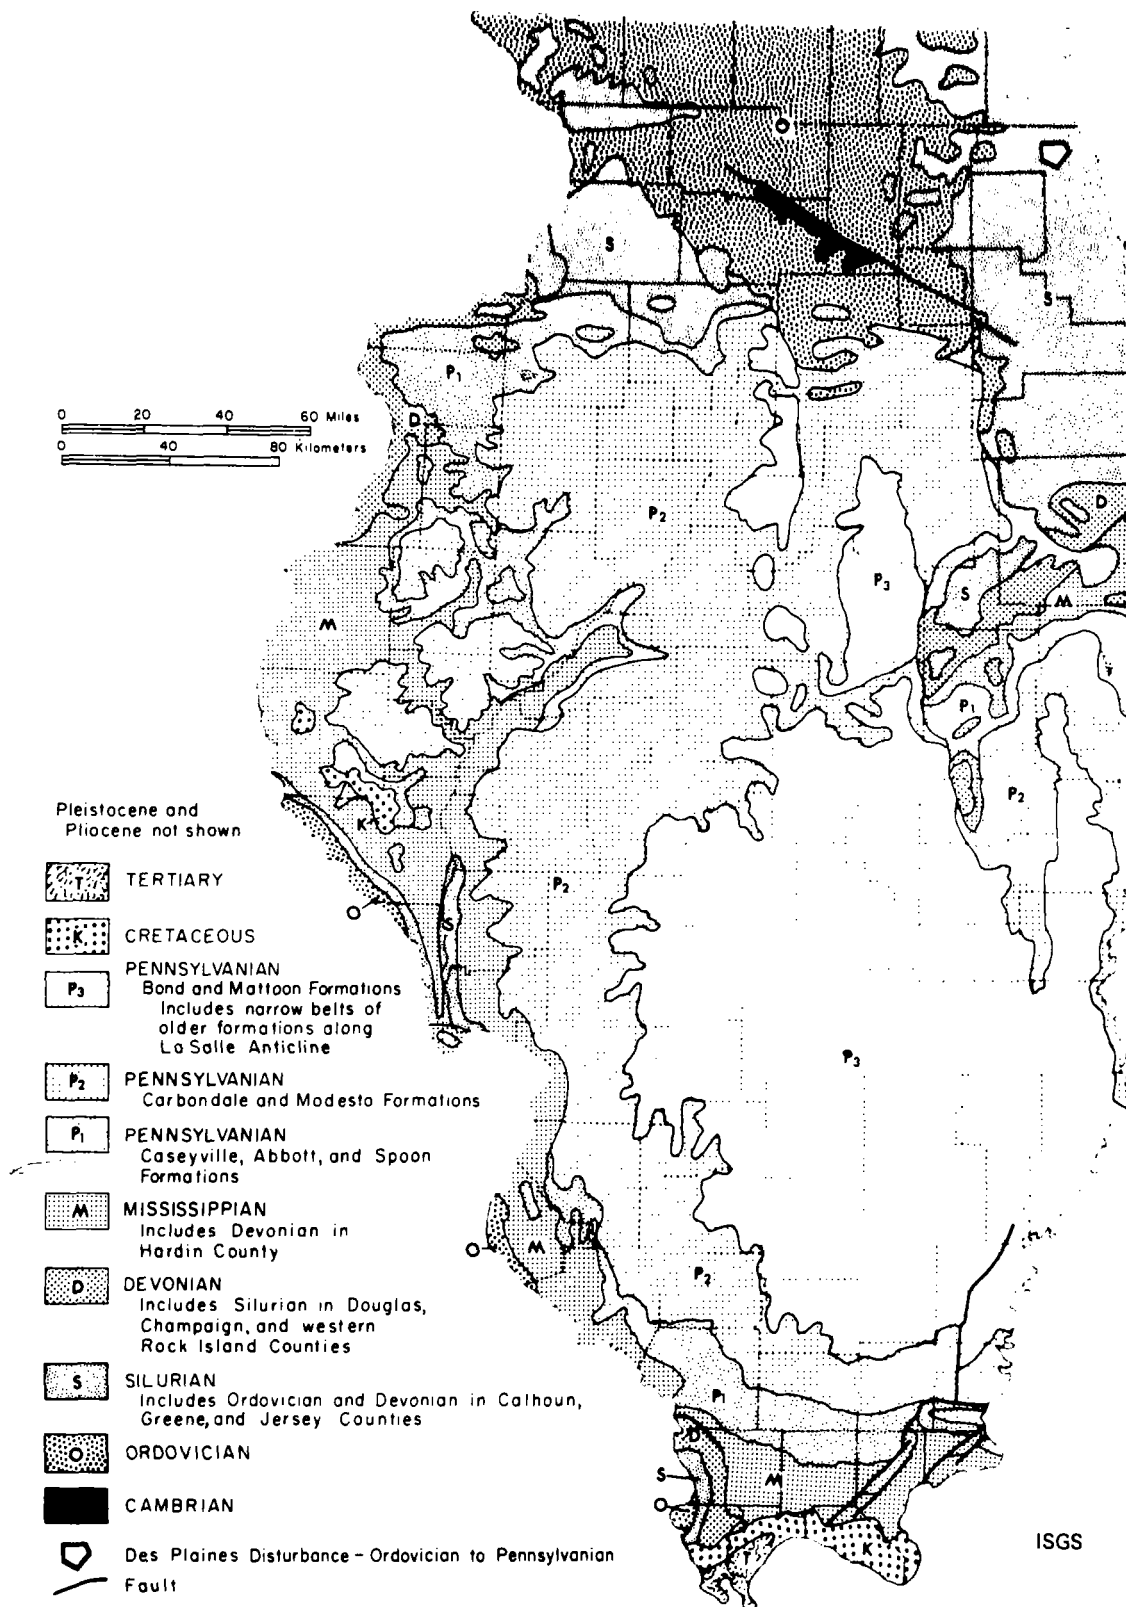 O
S
S
P1
0 20 40 60 Miles
0 40 80 Kilometers
D
P2
D
P3
S
M
M
P1
P2
Pleistocene and
Pliocene not shown
K
T TERTIARY
P2
O
S
K CRETACEOUS
PENNSYLVANIAN
P3 Bond and Mattoon Formations
Includes narrow belts of
older formations along
La Salle Anticline
P3
P2 PENNSYLVANIAN
Carbondale and Modesto Formations
P1 PENNSYLVANIAN
Caseyville, Abbott, and Spoon
Formations
M MISSISSIPPIAN
Includes Devonian in
Hardin County
O
M
P2
D DEVONIAN
Includes Silurian in Douglas,
Champaign, and western
Rock Island Counties
S SILURIAN
Includes Ordovician and Devonian in Calhoun,
Greene, and Jersey Counties
P1
D
O ORDOVICIAN
S
M
O
CAMBRIAN
K
T
ISGS
Des Plaines Disturbance - Ordovician to Pennsylvanian
Fault